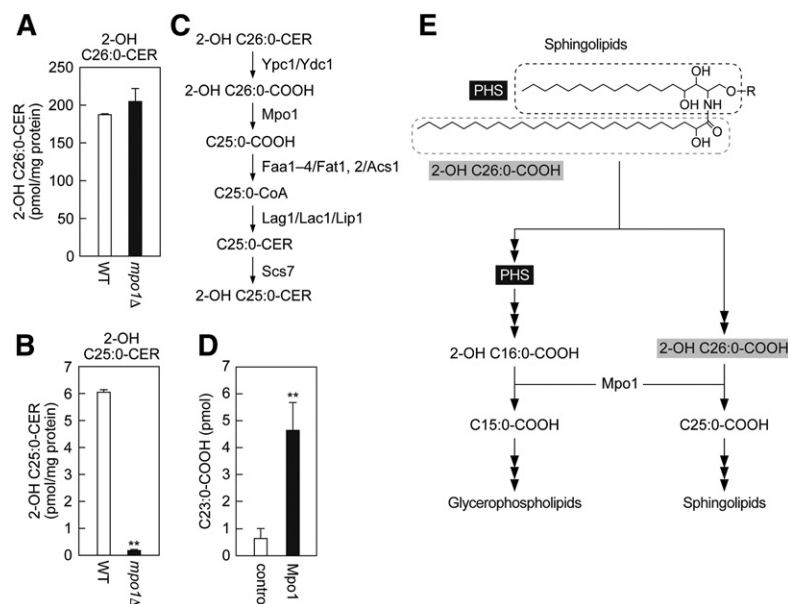 A
2-OH
C26:0-CER
2-OH C26:0-CER
(pmol/mg protein)
250
200
150
100
50
0
WT
mpo1Δ
B
2-OH
C25:0-CER
2-OH C25:0-CER
(pmol/mg protein)
7
6
5
4
3
2
1
0
**
WT
mpo1Δ
C
2-OH C26:0-CER
Ypc1/Ydc1
2-OH C26:0-COOH
Mpo1
C25:0-COOH
Faa1–4/Fat1, 2/Acs1
C25:0-CoA
Lag1/Lac1/Lip1
C25:0-CER
Scs7
2-OH C25:0-CER
D
C23:0-COOH (pmol)
7
6
5
4
3
2
1
0
**
control
Mpo1
E
Sphingolipids
PHS
OH
O–R
OH NH
O
OH
2-OH C26:0-COOH
PHS
2-OH C16:0-COOH
2-OH C26:0-COOH
Mpo1
C15:0-COOH
C25:0-COOH
Glycerophospholipids
Sphingolipids